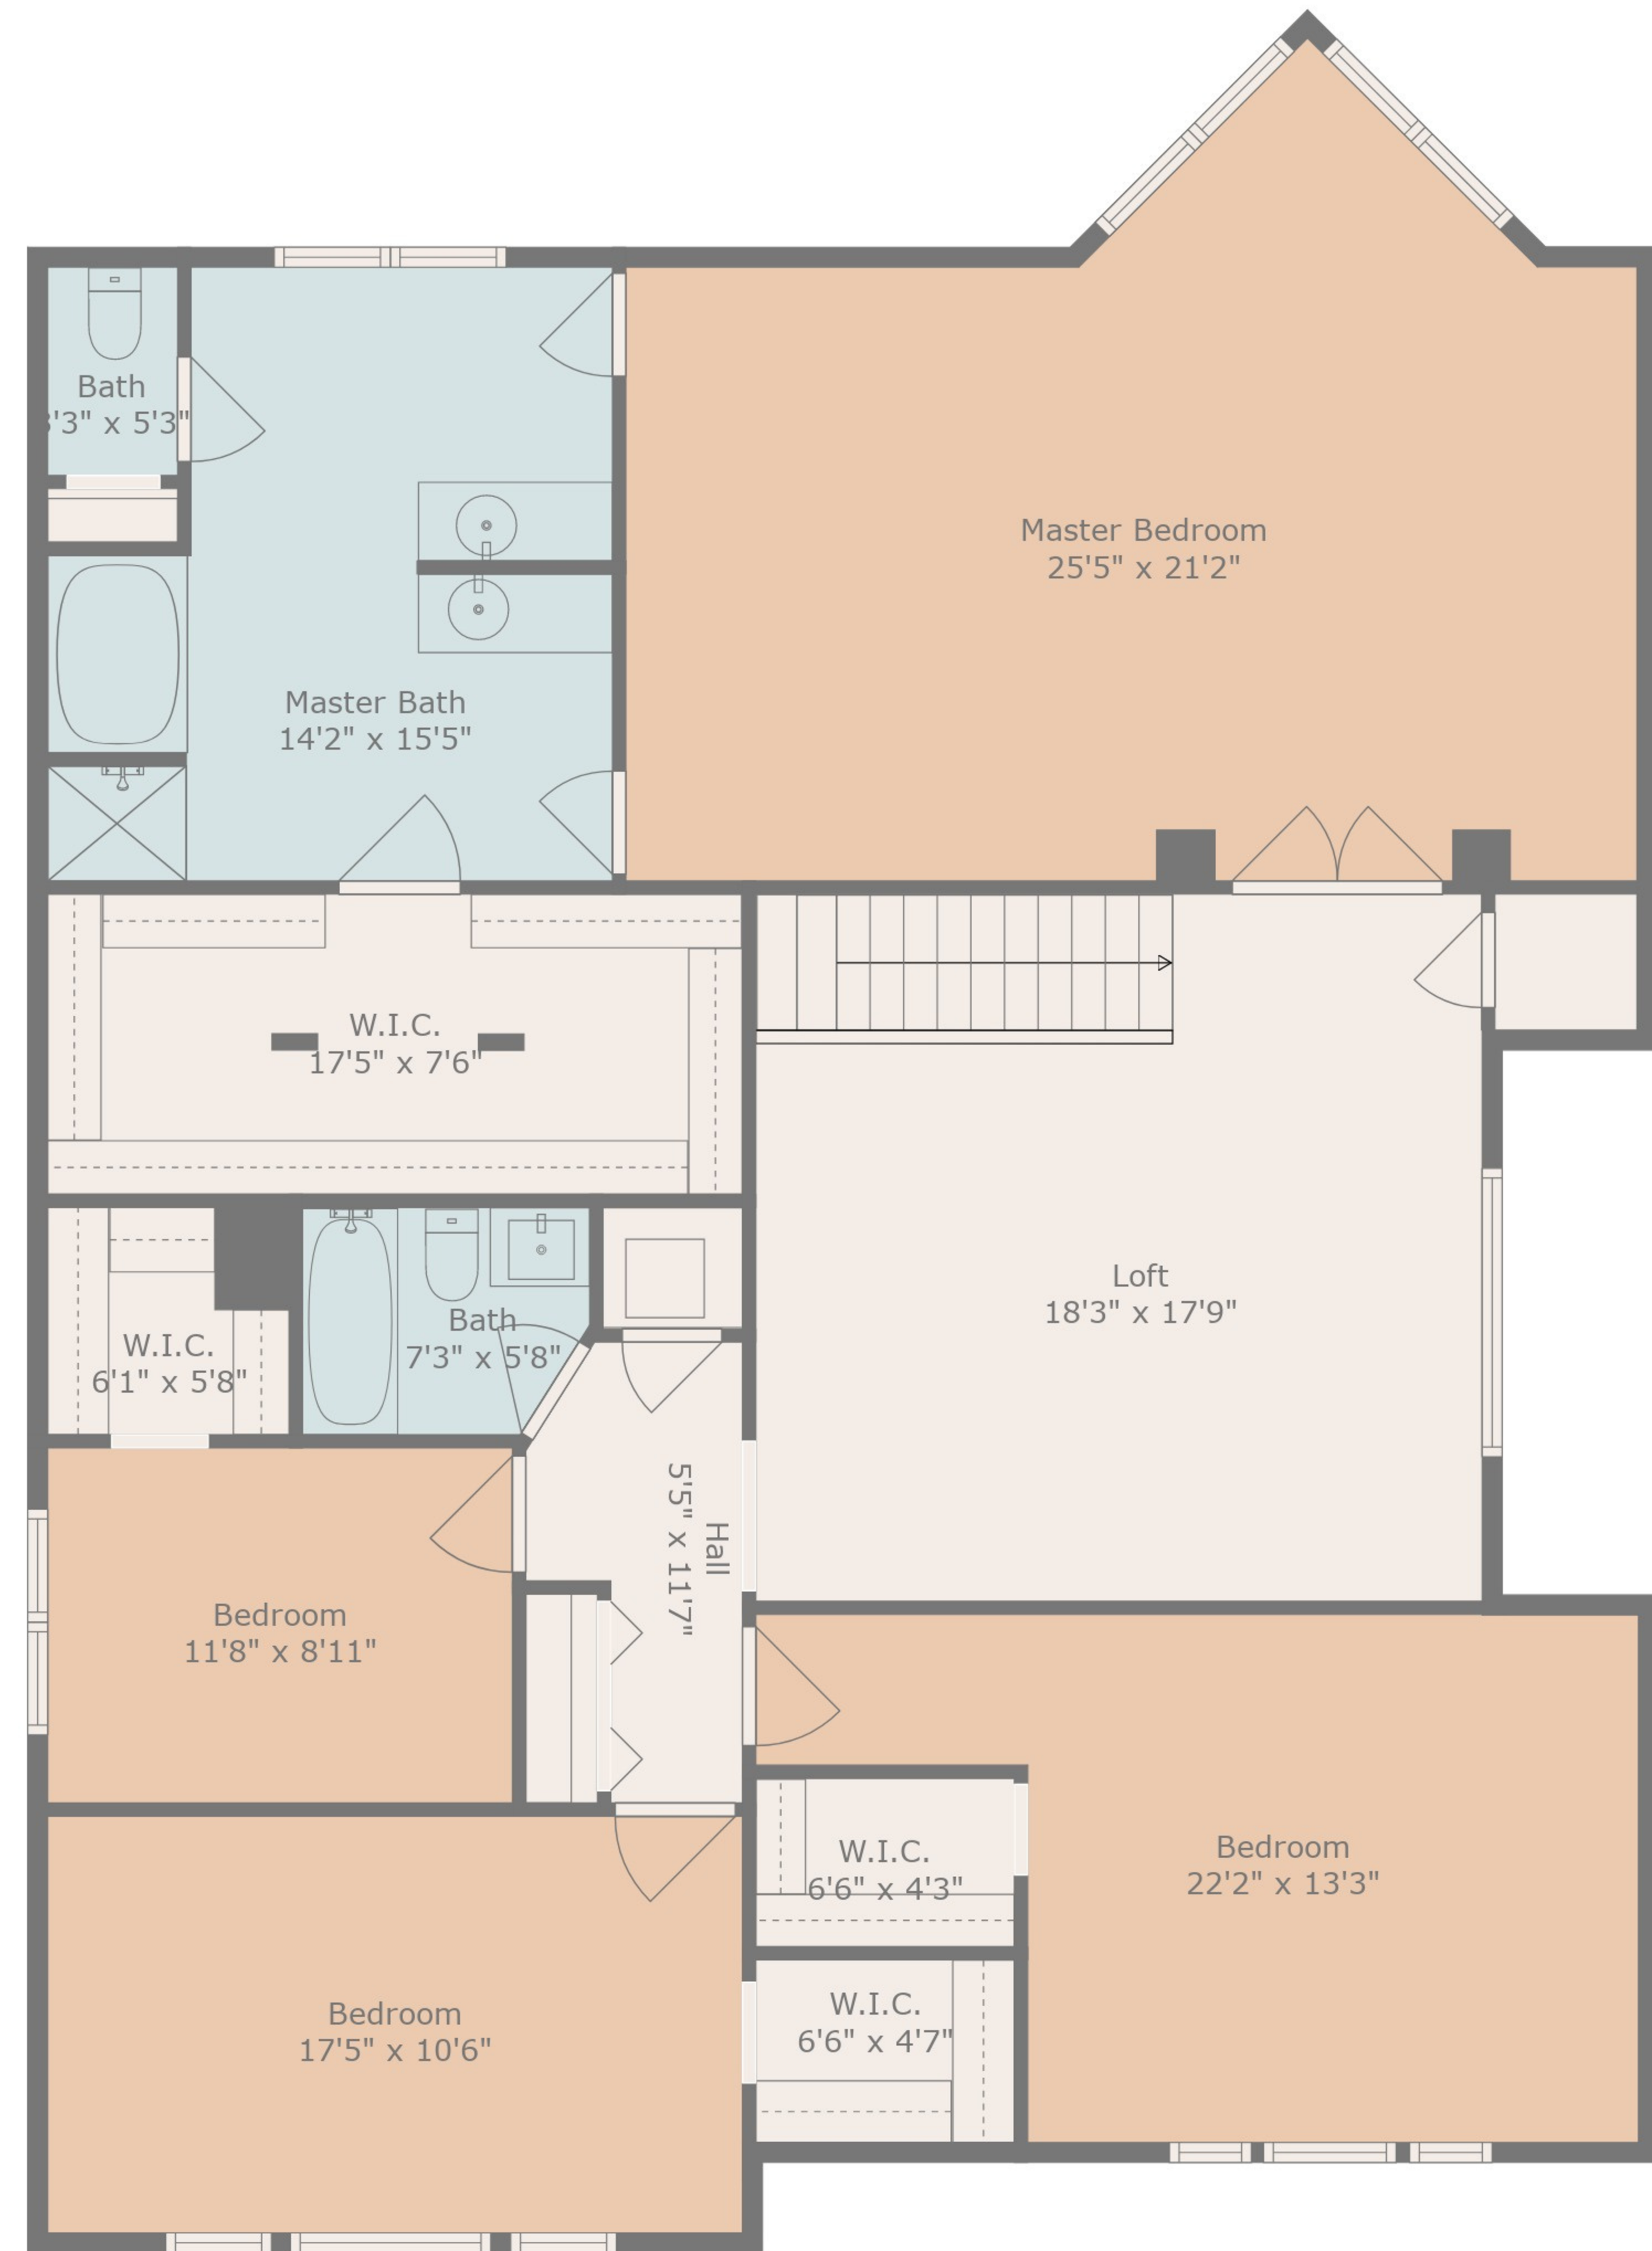 Bath
3'3" x 5'3"
Master Bedroom
25'5" x 21'2"
Master Bath
14'2" x 15'5"
W.I.C.
17'5" x 7'6"
Loft
18'3" x 17'9"
Bath
7'3" x 5'8"
W.I.C.
6'1" x 5'8"
Hall
5'5" x 11'7"
Bedroom
11'8" x 8'11"
W.I.C.
6'6" x 4'3"
Bedroom
22'2" x 13'3"
W.I.C.
6'6" x 4'7"
Bedroom
17'5" x 10'6"